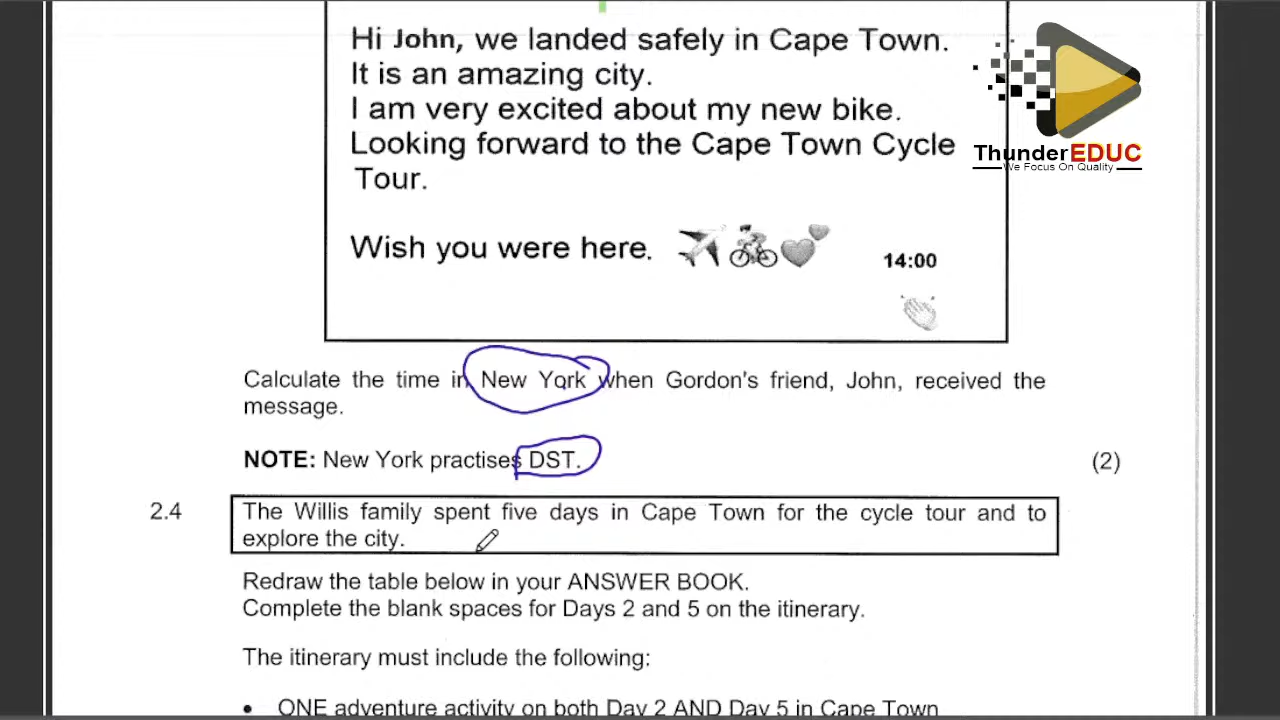 Hi John, we landed safely in Cape Town.
It is an amazing city.
I am very excited about my new bike.
Looking forward to the Cape Town Cycle
Tour.
Wish you were here.
14:00
ThunderEDUC
We Focus On Quality
Calculate the time in New York when Gordon's friend, John, received the
message.
NOTE: New York practises DST. (2)
2.4 The Willis family spent five days in Cape Town for the cycle tour and to
explore the city.
Redraw the table below in your ANSWER BOOK.
Complete the blank spaces for Days 2 and 5 on the itinerary.
The itinerary must include the following:
• ONE adventure activity on both Day 2 AND Day 5 in Cape Town